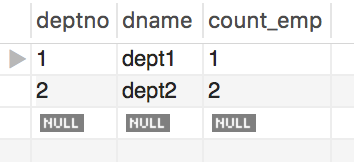 deptno dname count_emp
1 dept1 1
2 dept2 2
NULL NULL NULL